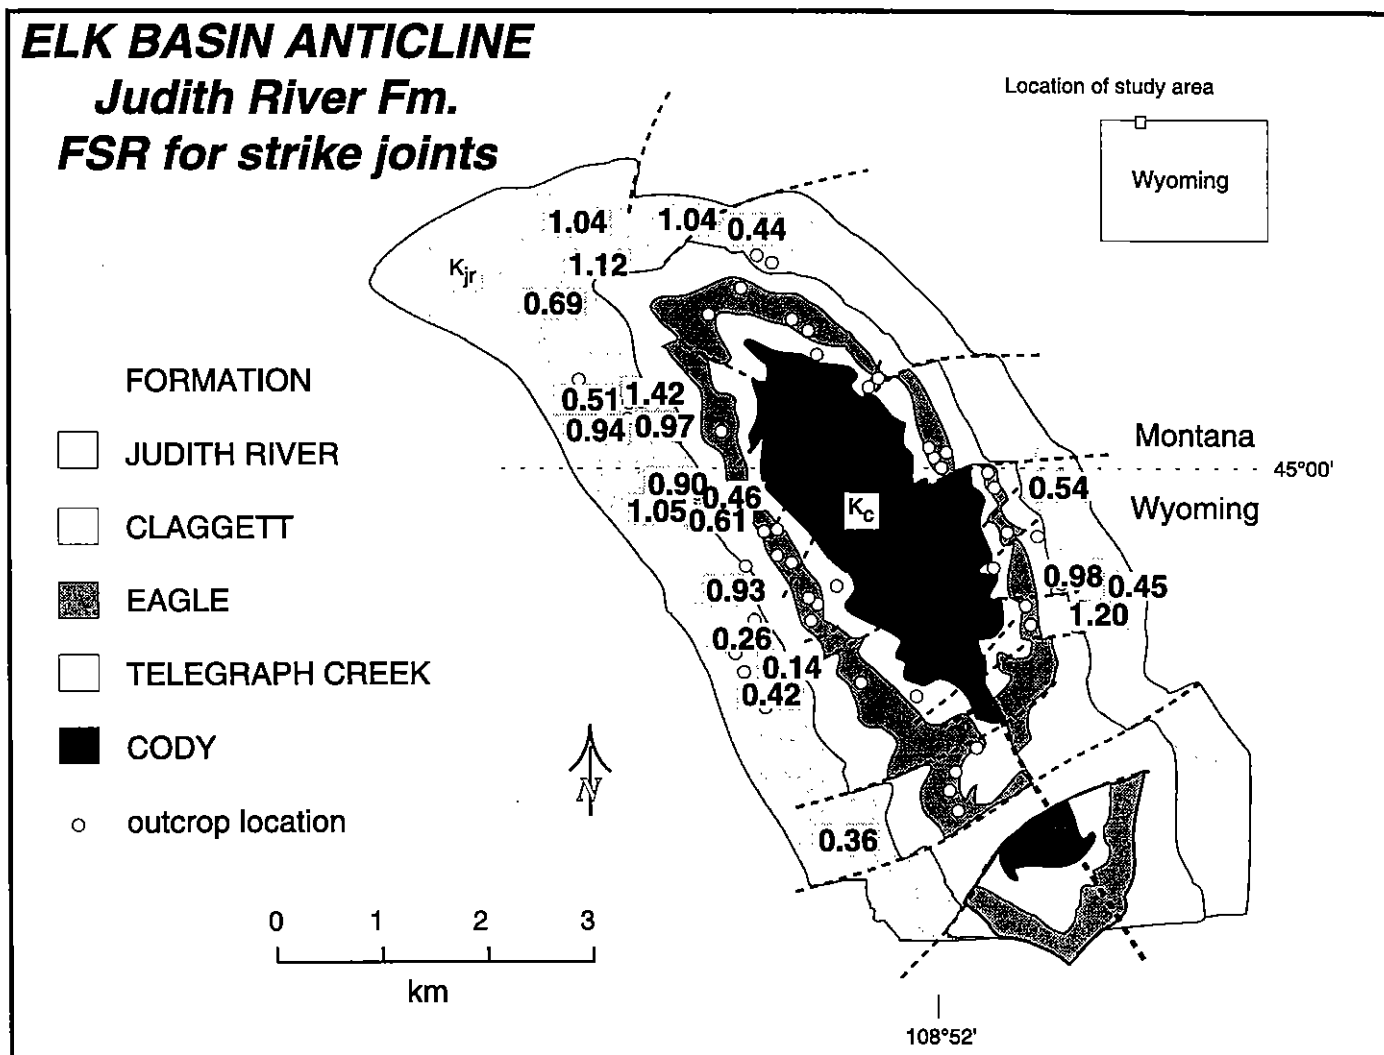 ELK BASIN ANTICLINE
Judith River Fm.
FSR for strike joints
Location of study area
Wyoming
1.04
1.04
0.44
1.12
Kjr
0.69
FORMATION
JUDITH RIVER
CLAGGETT
EAGLE
TELEGRAPH CREEK
CODY
outcrop location
0.51
1.42
0.94
0.97
Montana
45°00'
Wyoming
0.90
0.46
1.05
0.61
Kc
0.54
0.93
0.98
0.45
1.20
0.26
0.14
0.42
N
0.36
0 1 2 3
km
108°52'